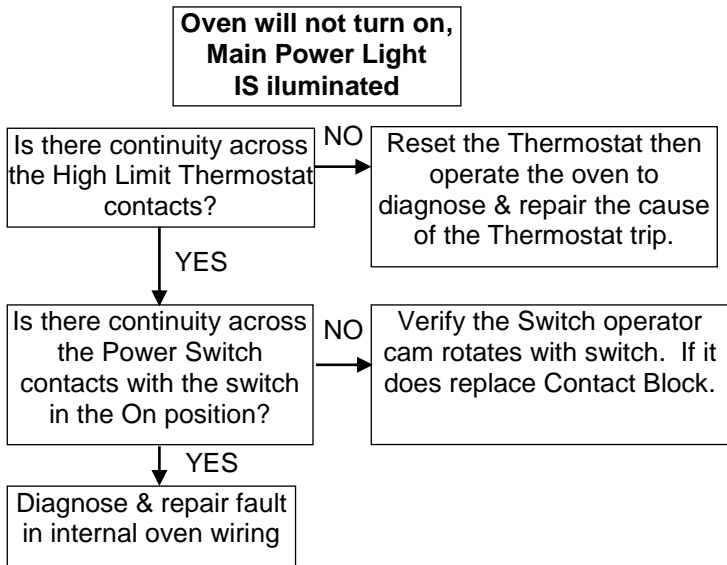 Oven will not turn on,
Main Power Light
IS iluminated
Is there continuity across
the High Limit Thermostat
contacts?
NO
Reset the Thermostat then
operate the oven to
diagnose & repair the cause
of the Thermostat trip.
YES
Is there continuity across
the Power Switch
contacts with the switch
in the On position?
NO
Verify the Switch operator
cam rotates with switch. If it
does replace Contact Block.
YES
Diagnose & repair fault
in internal oven wiring